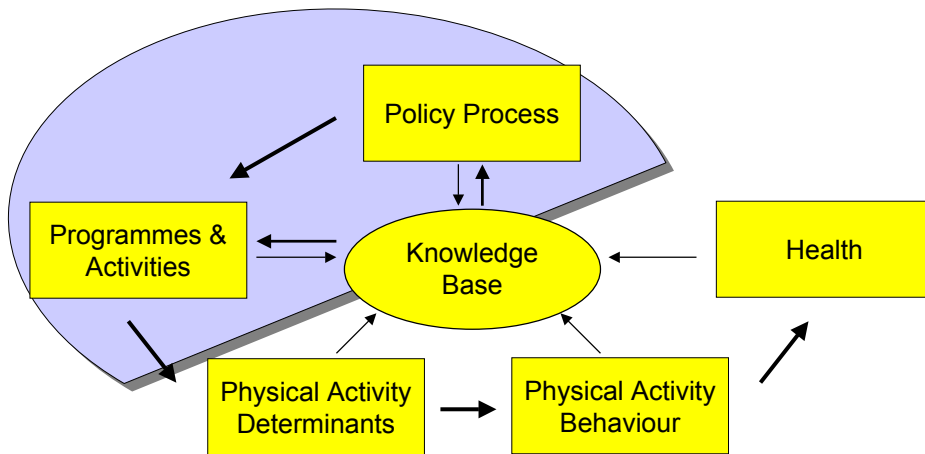 Policy Process
Programmes &
Activities
Knowledge
Base
Health
Physical Activity
Determinants
Physical Activity
Behaviour